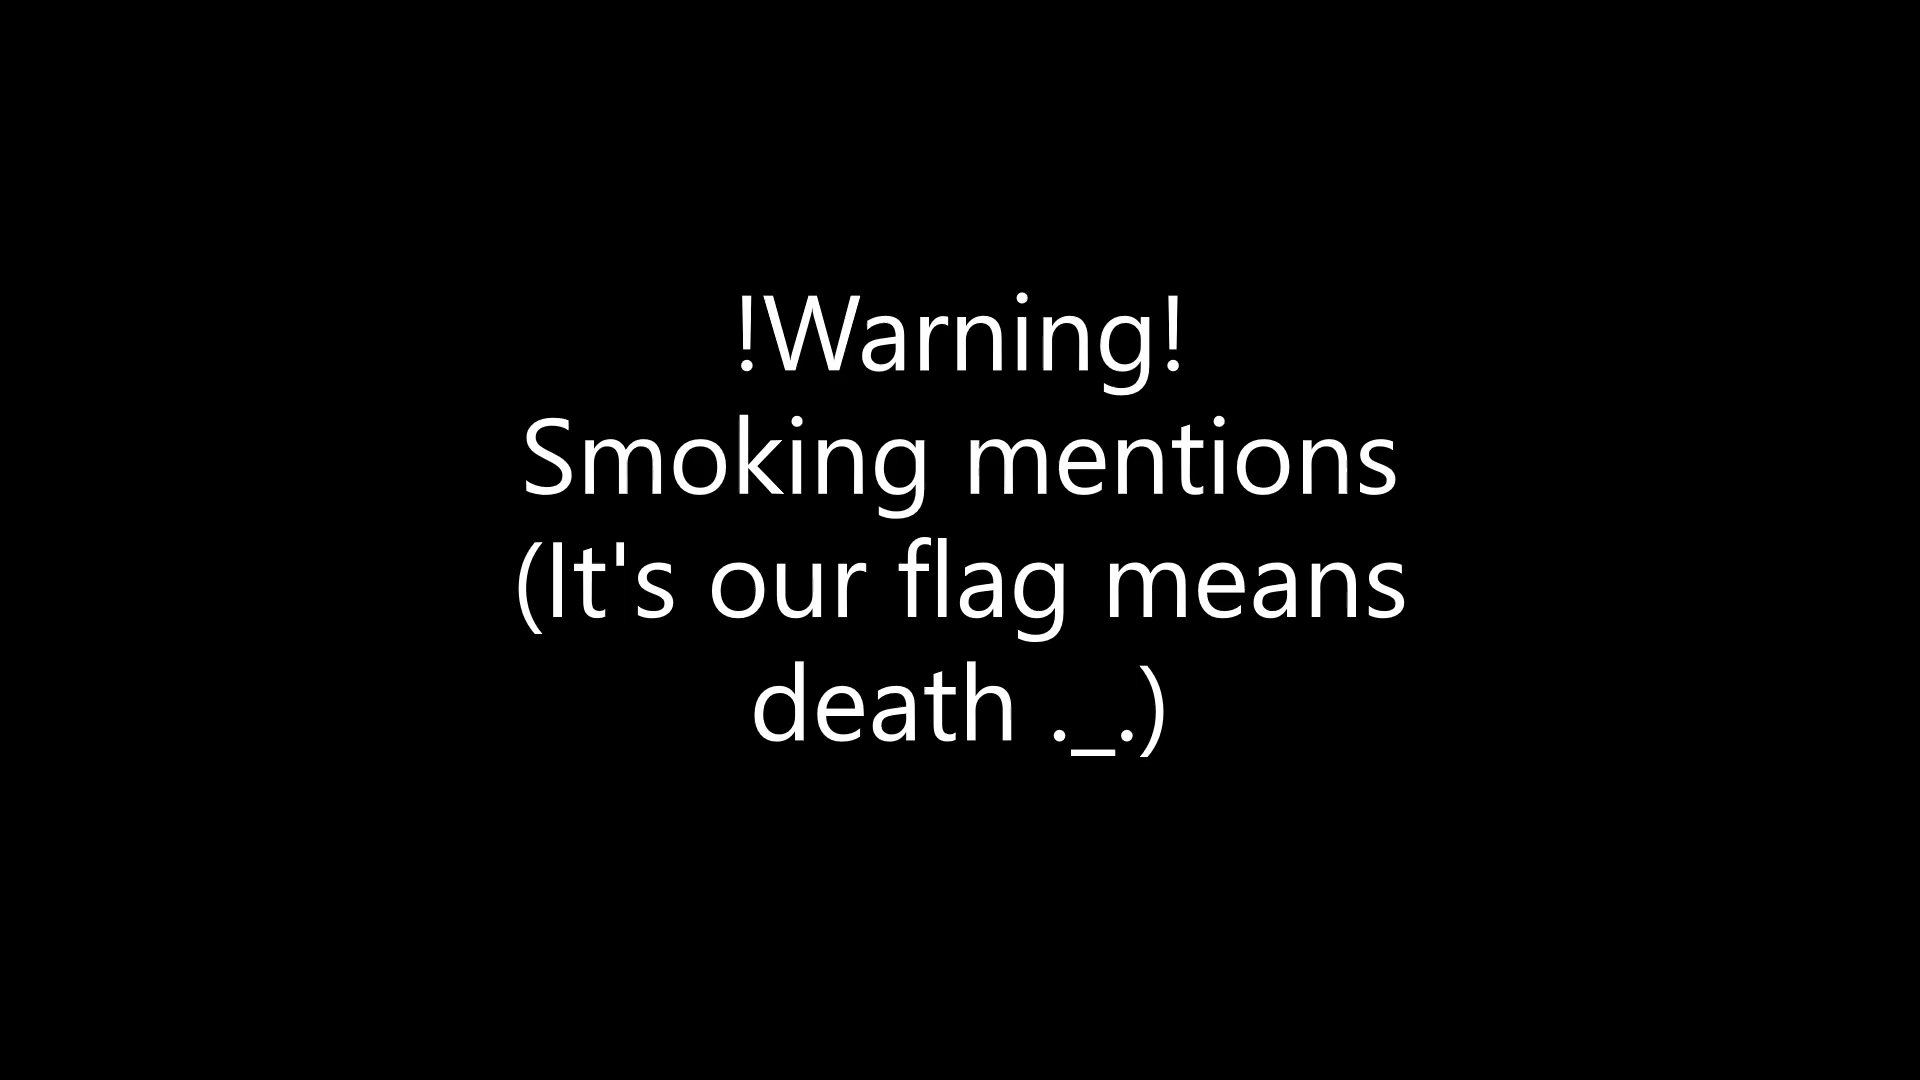 !Warning!
Smoking mentions
(It's our flag means
death ._.)